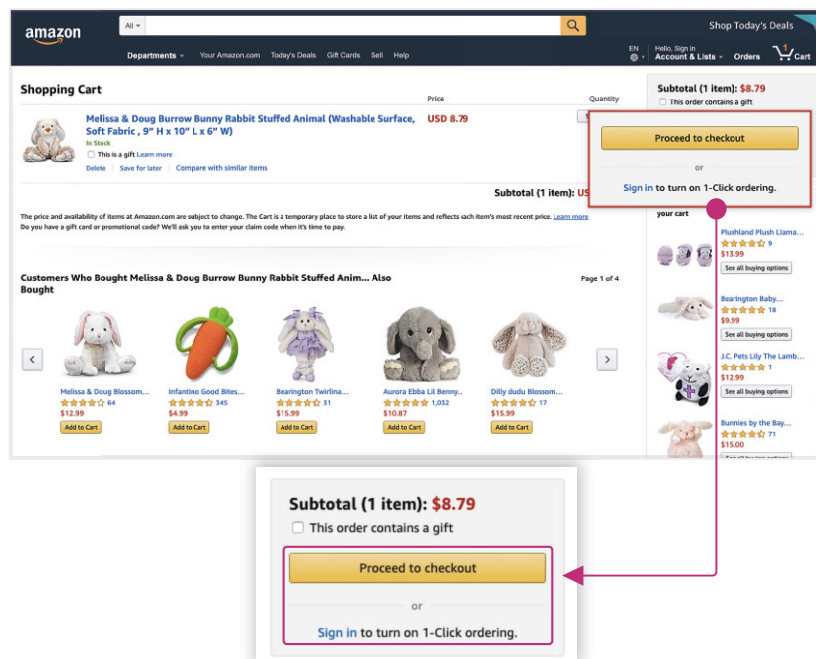 amazon
All
Shop Today's Deals
Departments
Your Amazon.com
Today's Deals
Gift Cards
Sell
Help
EN
Hello, Sign in
Account & Lists
Orders
1
Cart
Shopping Cart
Price
Quantity
Melissa & Doug Burrow Bunny Rabbit Stuffed Animal (Washable Surface,
Soft Fabric , 9" H x 10" L x 6" W)
USD 8.79
In Stock
This is a gift Learn more
Delete
Save for later
Compare with similar items
Subtotal (1 item): US
The price and availability of items at Amazon.com are subject to change. The Cart is a temporary place to store a list of your items and reflects each item's most recent price. Learn more
Do you have a gift card or promotional code? We'll ask you to enter your claim code when it's time to pay.
Subtotal (1 item): $8.79
This order contains a gift
Proceed to checkout
or
Sign in to turn on 1-Click ordering.
your cart
Plushland Plush Llama...
9
$13.99
See all buying options
Bearington Baby...
18
$9.99
See all buying options
J.C. Pets Lily The Lamb...
1
$12.99
See all buying options
Bunnies by the Bay...
71
$15.00
See all buying options
Customers Who Bought Melissa & Doug Burrow Bunny Rabbit Stuffed Anim... Also
Bought
Page 1 of 4
Melissa & Doug Blossom...
64
$12.99
Add to Cart
Infantino Good Bites...
345
$4.99
Add to Cart
Bearington Twirlina...
31
$15.99
Add to Cart
Aurora Ebba Lil Benny..
1,032
$10.87
Add to Cart
Dilly dudu Blossom...
17
$15.99
Add to Cart
Subtotal (1 item): $8.79
This order contains a gift
Proceed to checkout
or
Sign in to turn on 1-Click ordering.